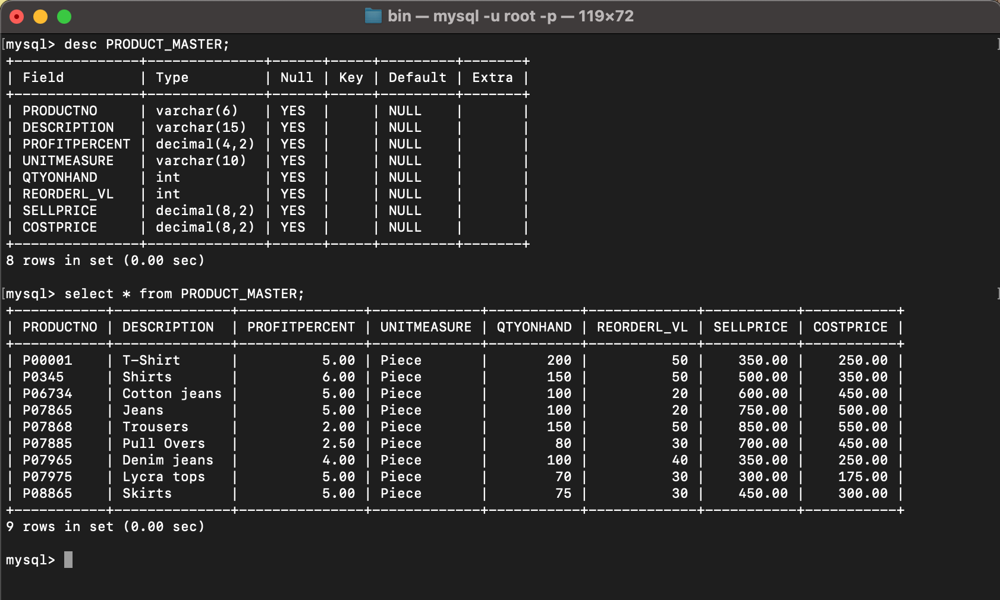 bin — mysql -u root -p — 119×72
[mysql> desc PRODUCT_MASTER; ]
+---------------+--------------+------+-----+---------+-------+
| Field         | Type         | Null | Key | Default | Extra |
+---------------+--------------+------+-----+---------+-------+
| PRODUCTNO     | varchar(6)   | YES  |     | NULL    |       |
| DESCRIPTION   | varchar(15)  | YES  |     | NULL    |       |
| PROFITPERCENT | decimal(4,2) | YES  |     | NULL    |       |
| UNITMEASURE   | varchar(10)  | YES  |     | NULL    |       |
| QTYONHAND     | int          | YES  |     | NULL    |       |
| REORDERL_VL   | int          | YES  |     | NULL    |       |
| SELLPRICE     | decimal(8,2) | YES  |     | NULL    |       |
| COSTPRICE     | decimal(8,2) | YES  |     | NULL    |       |
+---------------+--------------+------+-----+---------+-------+
8 rows in set (0.00 sec)
[mysql> select * from PRODUCT_MASTER; ]
+-----------+--------------+---------------+-------------+-----------+-------------+-----------+-----------+
| PRODUCTNO | DESCRIPTION  | PROFITPERCENT | UNITMEASURE | QTYONHAND | REORDERL_VL | SELLPRICE | COSTPRICE |
+-----------+--------------+---------------+-------------+-----------+-------------+-----------+-----------+
| P00001    | T-Shirt      |          5.00 | Piece       |       200 |          50 |    350.00 |    250.00 |
| P0345     | Shirts       |          6.00 | Piece       |       150 |          50 |    500.00 |    350.00 |
| P06734    | Cotton jeans |          5.00 | Piece       |       100 |          20 |    600.00 |    450.00 |
| P07865    | Jeans        |          5.00 | Piece       |       100 |          20 |    750.00 |    500.00 |
| P07868    | Trousers     |          2.00 | Piece       |       150 |          50 |    850.00 |    550.00 |
| P07885    | Pull Overs   |          2.50 | Piece       |        80 |          30 |    700.00 |    450.00 |
| P07965    | Denim jeans  |          4.00 | Piece       |       100 |          40 |    350.00 |    250.00 |
| P07975    | Lycra tops   |          5.00 | Piece       |        70 |          30 |    300.00 |    175.00 |
| P08865    | Skirts       |          5.00 | Piece       |        75 |          30 |    450.00 |    300.00 |
+-----------+--------------+---------------+-------------+-----------+-------------+-----------+-----------+
9 rows in set (0.00 sec)
mysql>